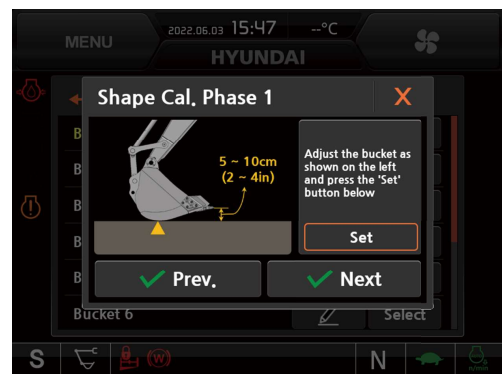 MENU
2022.06.03 15:47
--°C
HYUNDAI
Shape Cal. Phase 1
X
5 ~ 10cm
(2 ~ 4in)
Adjust the bucket as
shown on the left
and press the 'Set'
button below
Set
Prev.
Next
B
B
B
B
B
Bucket 6
Select
S
(W)
N
n/min